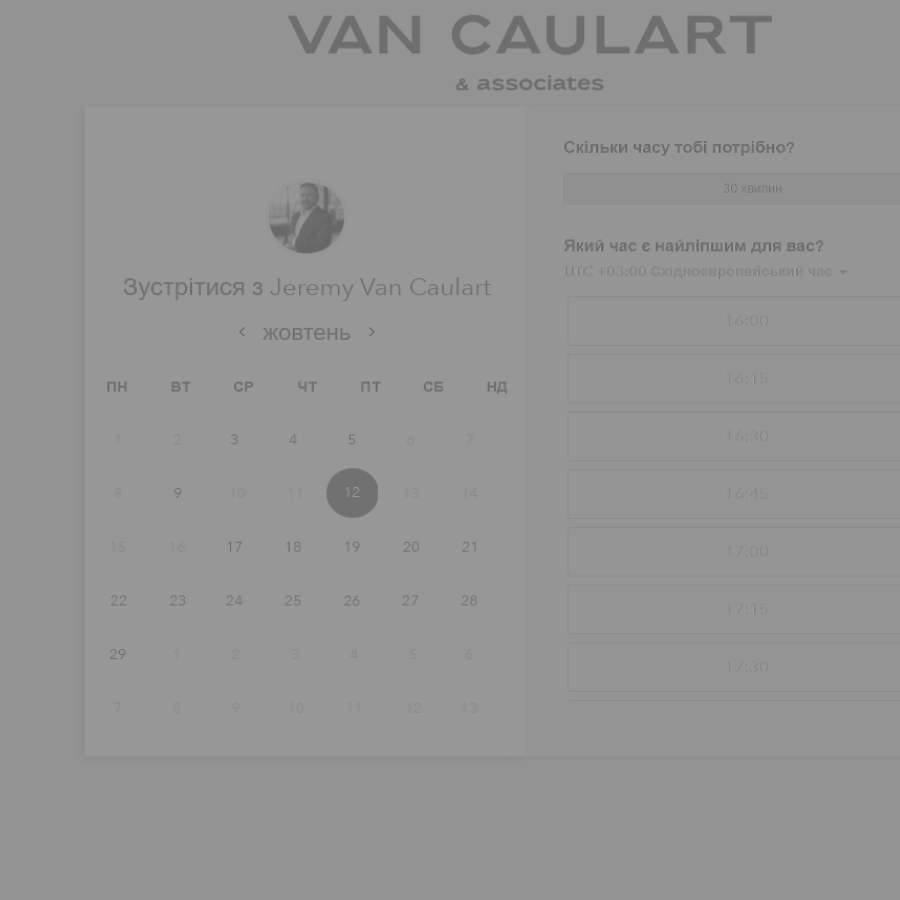 VAN CAULART
& associates
Зустрітися з Jeremy Van Caulart
жовтень
ПН ВТ СР ЧТ ПТ СБ НД
1 2 3 4 5 6 7
8 9 10 11 12 13 14
15 16 17 18 19 20 21
22 23 24 25 26 27 28
29 1 2 3 4 5 6
7 8 9 10 11 12 13
Скільки часу тобі потрібно?
30 хвилин
Який час є найліпшим для вас?
UTC +03:00 Східноєвропейський час
16:00
16:15
16:30
16:45
17:00
17:15
17:30